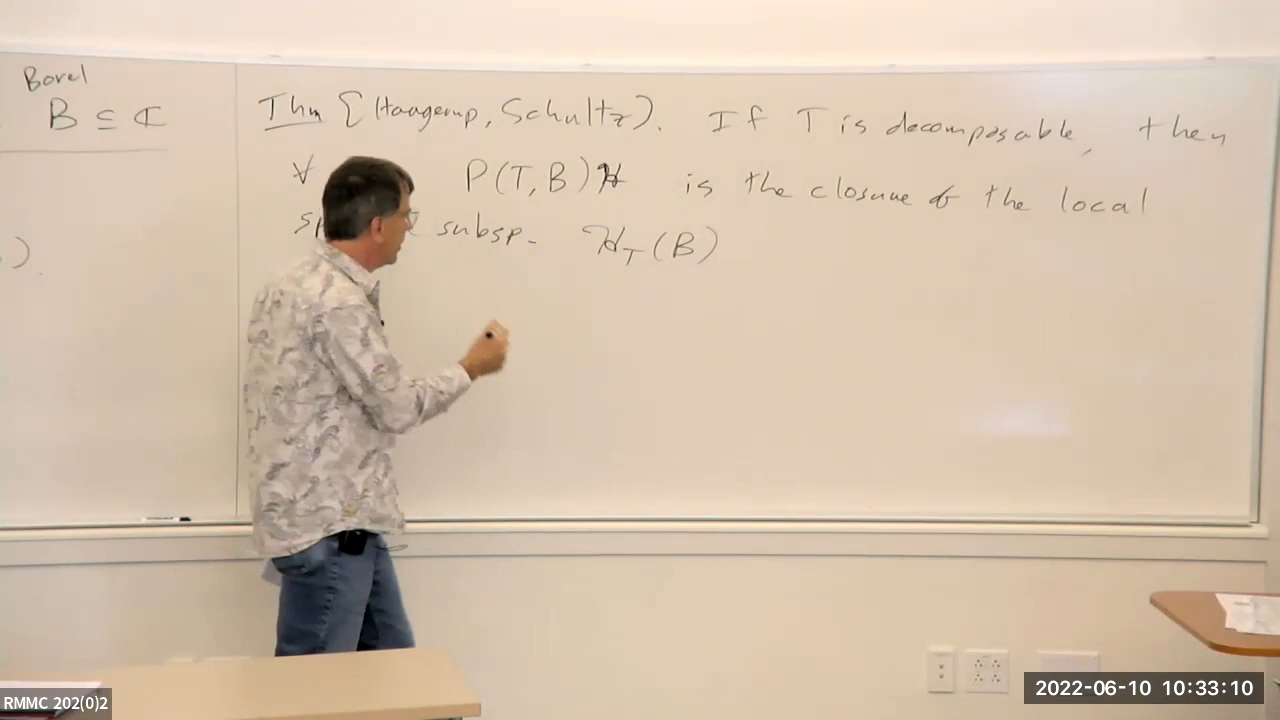 Borel
B ⊆ ℂ
).
Thm [Haagerup, Schultz). If T is decomposable, then
∀ P(T,B)H is the closure of the local
subsp. H_T(B)
RMMC 202(0)2
2022-06-10 10:33:10